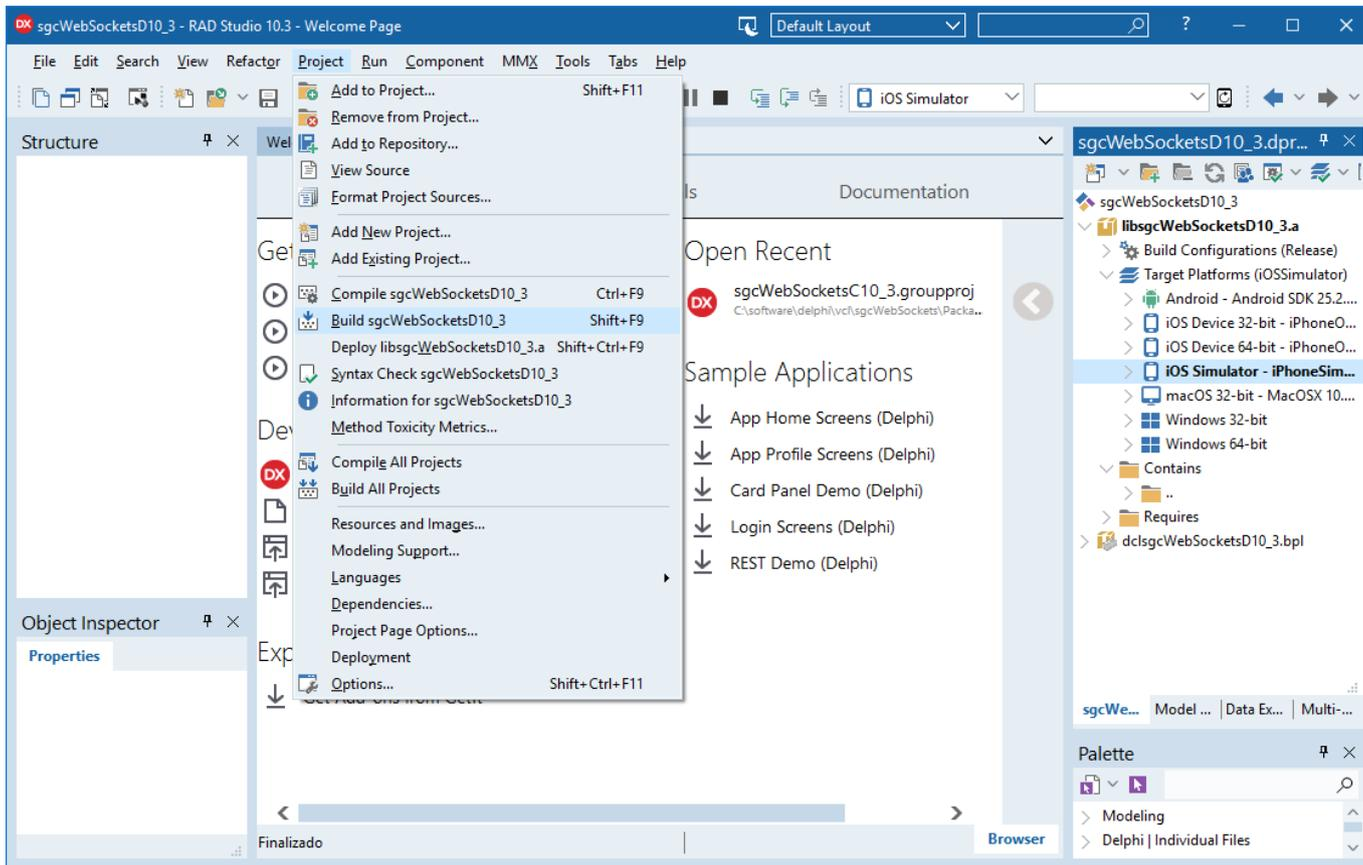 DX sgcWebSocketsD10_3 - RAD Studio 10.3 - Welcome Page
Default Layout
?
File Edit Search View Refactor Project Run Component MMX Tools Tabs Help
iOS Simulator
Structure
Wel
ls
Documentation
Add to Project... Shift+F11
Remove from Project...
Add to Repository...
View Source
Format Project Sources...
Add New Project...
Add Existing Project...
Compile sgcWebSocketsD10_3 Ctrl+F9
Build sgcWebSocketsD10_3 Shift+F9
Deploy libsgcWebSocketsD10_3.a Shift+Ctrl+F9
Syntax Check sgcWebSocketsD10_3
Information for sgcWebSocketsD10_3
Method Toxicity Metrics...
Compile All Projects
Build All Projects
Resources and Images...
Modeling Support...
Languages
Dependencies...
Project Page Options...
Deployment
Options... Shift+Ctrl+F11
Get
Dev
DX
Exp
Open Recent
DX
sgcWebSocketsC10_3.groupproj
C:\software\delphi\vcl\sgcWebSockets\Packa...
Sample Applications
App Home Screens (Delphi)
App Profile Screens (Delphi)
Card Panel Demo (Delphi)
Login Screens (Delphi)
REST Demo (Delphi)
Object Inspector
Properties
Finalizado
Browser
sgcWebSocketsD10_3.dpr...
sgcWebSocketsD10_3
libsgcWebSocketsD10_3.a
Build Configurations (Release)
Target Platforms (iOSSimulator)
Android - Android SDK 25.2....
iOS Device 32-bit - iPhoneO...
iOS Device 64-bit - iPhoneO...
iOS Simulator - iPhoneSim...
macOS 32-bit - MacOSX 10....
Windows 32-bit
Windows 64-bit
Contains
..
Requires
dclsgcWebSocketsD10_3.bpl
sgcWe... Model ... Data Ex... Multi-...
Palette
Modeling
Delphi | Individual Files